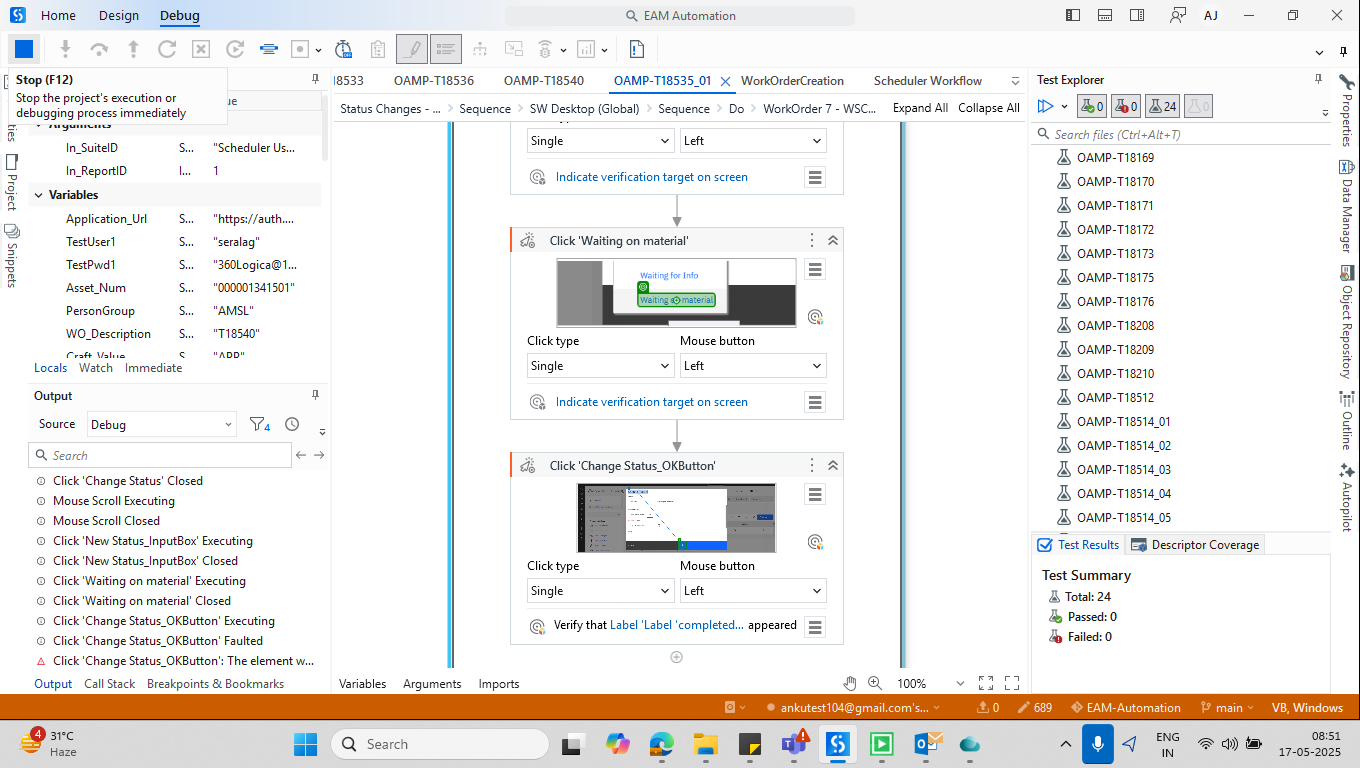 Home Design Debug
EAM Automation
AJ
Stop (F12)
Stop the project's execution or
debugging process immediately
ue
Arguments
In_SuiteID S... "Scheduler Us...
In_ReportID I... 1
Variables
Application_Url S... "https://auth....
TestUser1 S... "seralag"
TestPwd1 S... "360Logica@1...
Asset_Num S... "000001341501"
PersonGroup S... "AMSL"
WO_Description S... "T18540"
Craft_Value S... "APP"
Locals Watch Immediate
Project
Snippets
Output
Source Debug
4
Search
Click 'Change Status' Closed
Mouse Scroll Executing
Mouse Scroll Closed
Click 'New Status_InputBox' Executing
Click 'New Status_InputBox' Closed
Click 'Waiting on material' Executing
Click 'Waiting on material' Closed
Click 'Change Status_OKButton' Executing
Click 'Change Status_OKButton' Faulted
Click 'Change Status_OKButton': The element w...
Output Call Stack Breakpoints & Bookmarks
18533 OAMP-T18536 OAMP-T18540 OAMP-T18535_01 WorkOrderCreation Scheduler Workflow
Status Changes - ... Sequence SW Desktop (Global) Sequence Do WorkOrder 7 - WSC... Expand All Collapse All
Single Left
Indicate verification target on screen
Click 'Waiting on material'
Waiting for Info
Waiting on material
Click type Mouse button
Single Left
Indicate verification target on screen
Click 'Change Status_OKButton'
Click type Mouse button
Single Left
Verify that Label 'Label 'completed... appeared
Variables Arguments Imports
100%
Test Explorer
0 0 24 0
Search files (Ctrl+Alt+T)
OAMP-T18169
OAMP-T18170
OAMP-T18171
OAMP-T18172
OAMP-T18173
OAMP-T18175
OAMP-T18176
OAMP-T18208
OAMP-T18209
OAMP-T18210
OAMP-T18512
OAMP-T18514_01
OAMP-T18514_02
OAMP-T18514_03
OAMP-T18514_04
OAMP-T18514_05
Test Results Descriptor Coverage
Test Summary
Total: 24
Passed: 0
Failed: 0
Properties
Data Manager
Object Repository
Outline
Autopilot
ankutest104@gmail.com's... 0 689 EAM-Automation main VB, Windows
4
31°C
Haze
Search
ENG
IN
08:51
17-05-2025